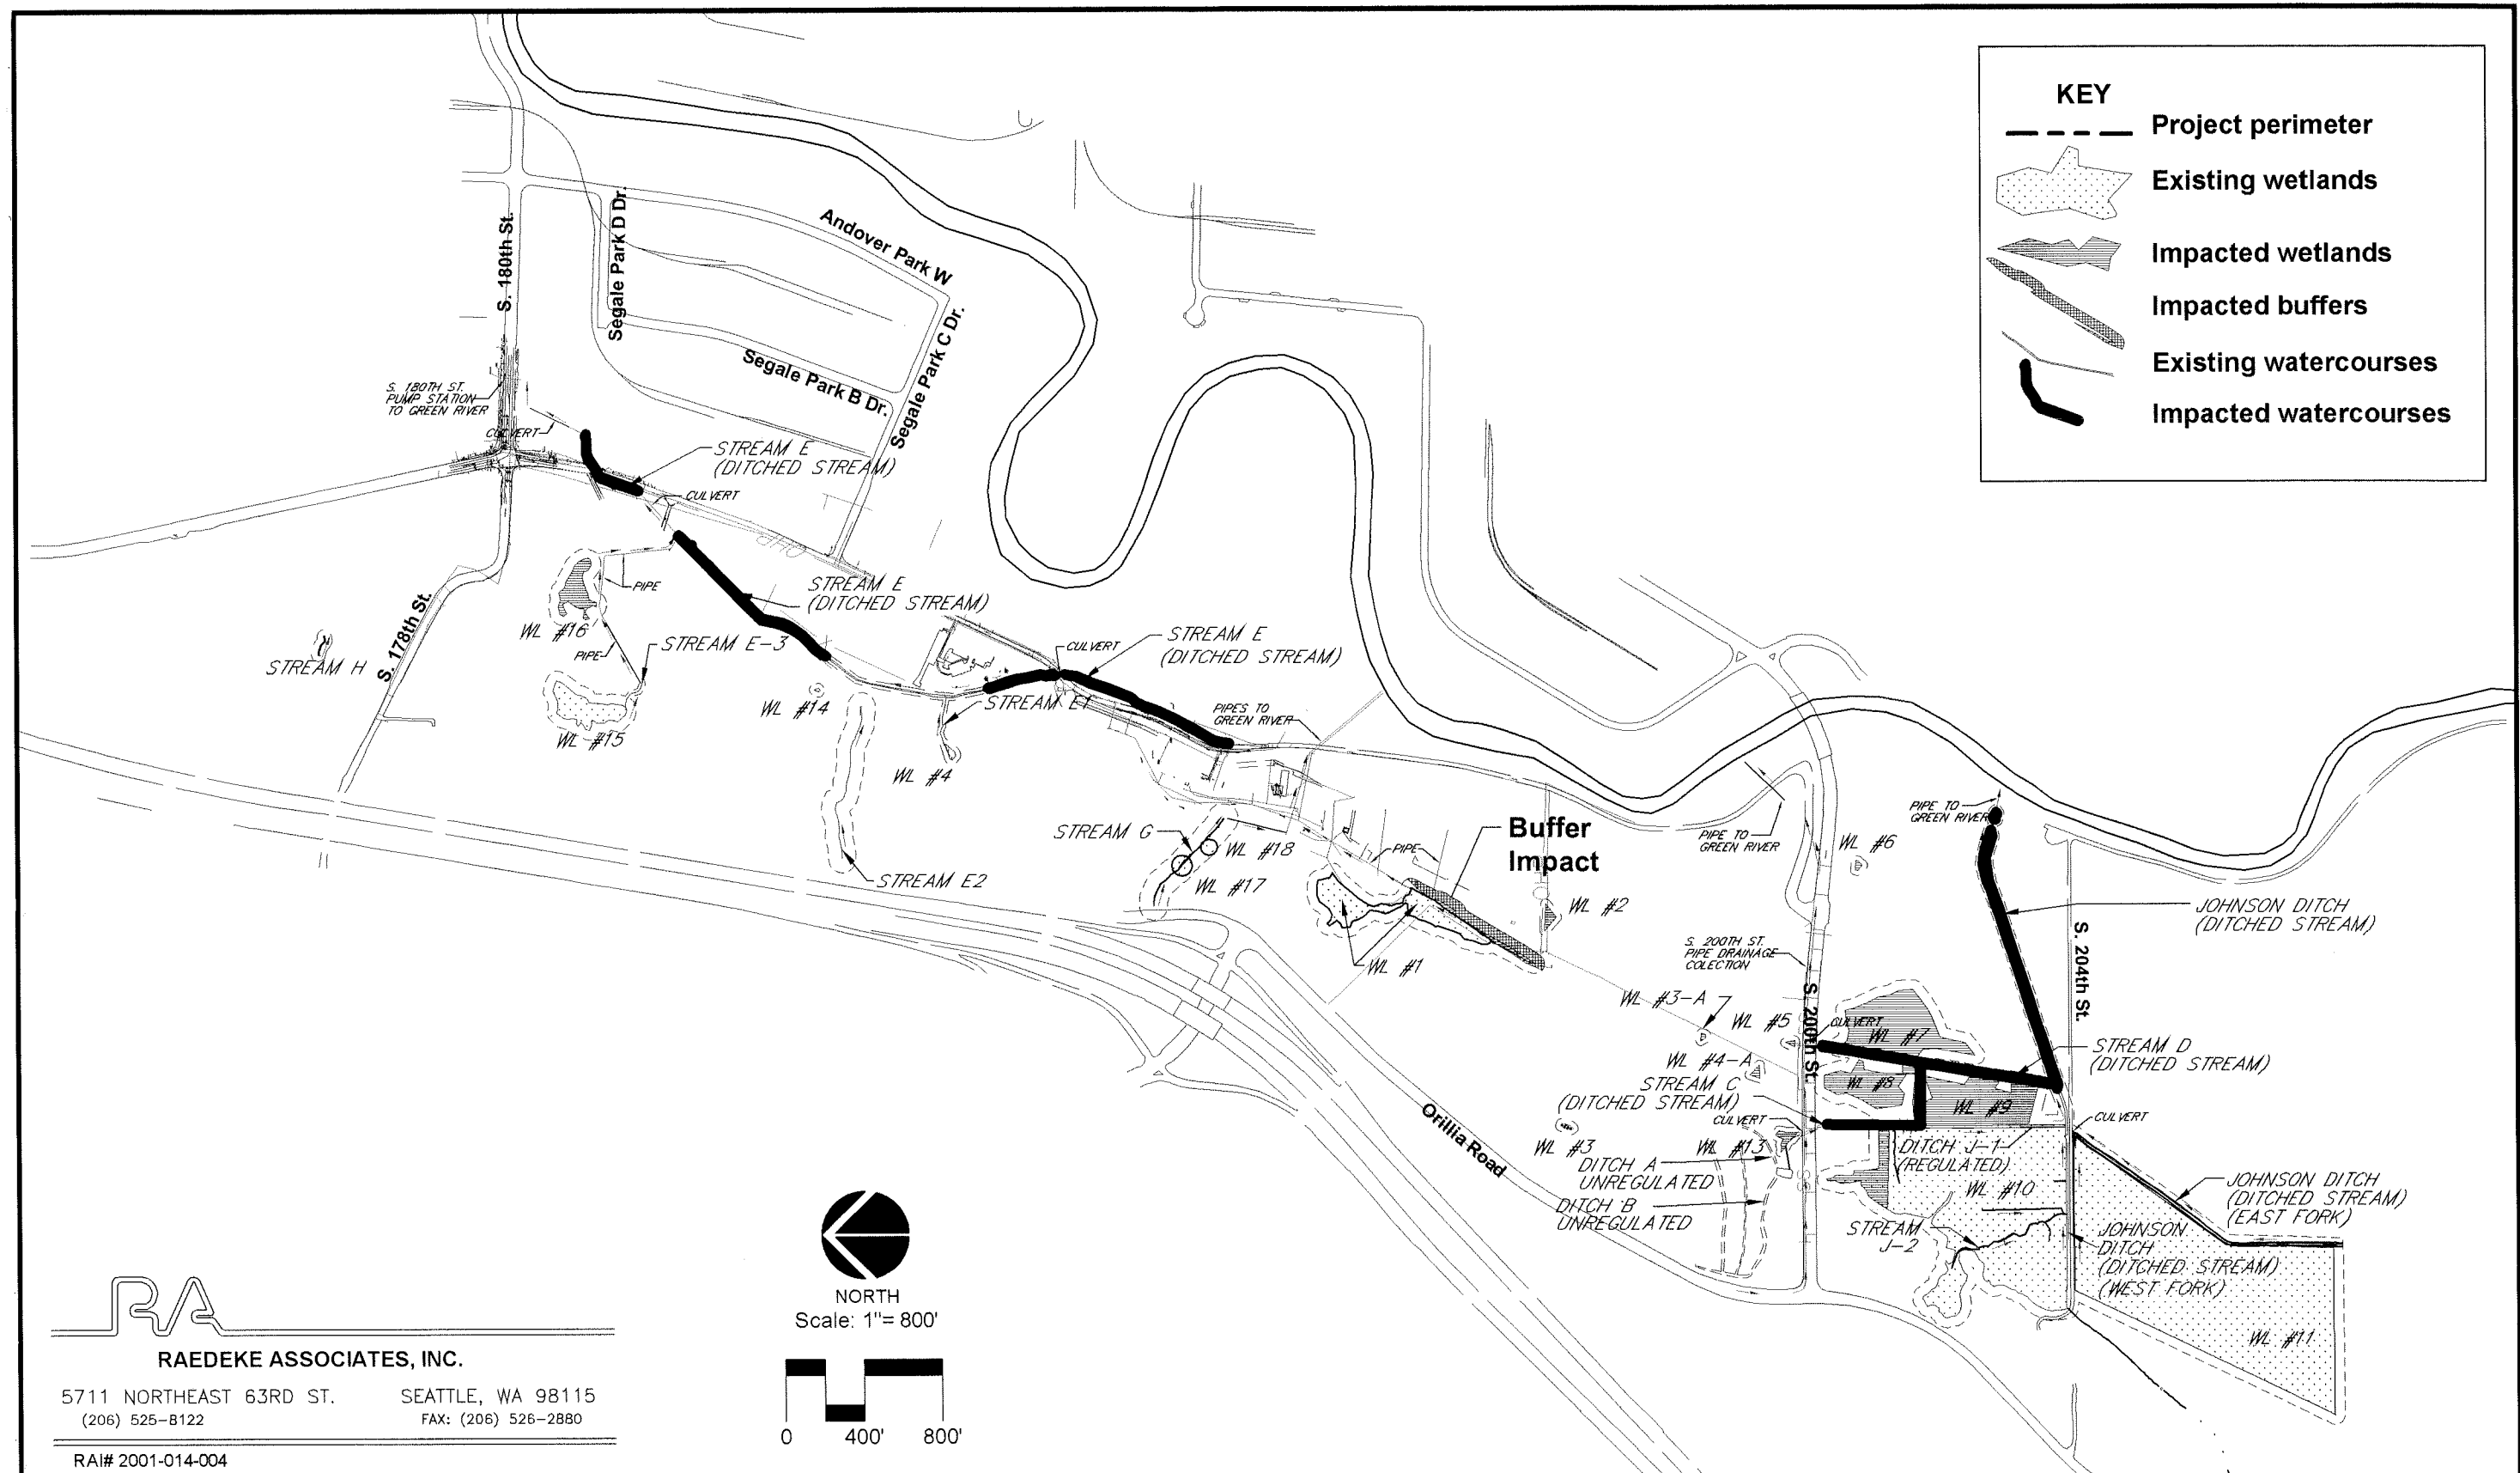 KEY
Project perimeter
Existing wetlands
Impacted wetlands
Impacted buffers
Existing watercourses
Impacted watercourses
S. 180th St.
Segale Park D Dr.
Andover Park W
Segale Park B Dr.
Segale Park C Dr.
S. 180TH ST.
PUMP STATION
TO GREEN RIVER
CULVERT
STREAM E
(DITCHED STREAM)
CULVERT
OHP
STREAM E
(DITCHED STREAM)
PIPE
WL #16
PIPE
STREAM E-3
S. 178th St.
STREAM H
WL #15
WL #14
CULVERT
STREAM E
(DITCHED STREAM)
STREAM E1
WL #4
PIPES TO
GREEN RIVER
STREAM E2
STREAM G
WL #18
WL #17
PIPE
Buffer
Impact
WL #2
WL #1
PIPE TO
GREEN RIVER
WL #6
PIPE TO
GREEN RIVER
JOHNSON DITCH
(DITCHED STREAM)
S. 204th St.
S. 200TH ST.
PIPE DRAINAGE
COLECTION
S. 200th St.
WL #3-A
WL #5
CULVERT
WL #7
STREAM D
(DITCHED STREAM)
WL #4-A
WL #8
STREAM C
(DITCHED STREAM)
WL #9
CULVERT
CULVERT
Orillia Road
WL #3
WL #13
DITCH A
UNREGULATED
DITCH B
UNREGULATED
DITCH J-1
(REGULATED)
WL #10
STREAM
J-2
JOHNSON DITCH
(DITCHED STREAM)
(EAST FORK)
JOHNSON
DITCH
(DITCHED STREAM)
(WEST FORK)
WL #11
NORTH
Scale: 1"= 800'
0 400' 800'
RA
RAEDEKE ASSOCIATES, INC.
5711 NORTHEAST 63RD ST. SEATTLE, WA 98115
(206) 525-8122 FAX: (206) 526-2880
RAI# 2001-014-004